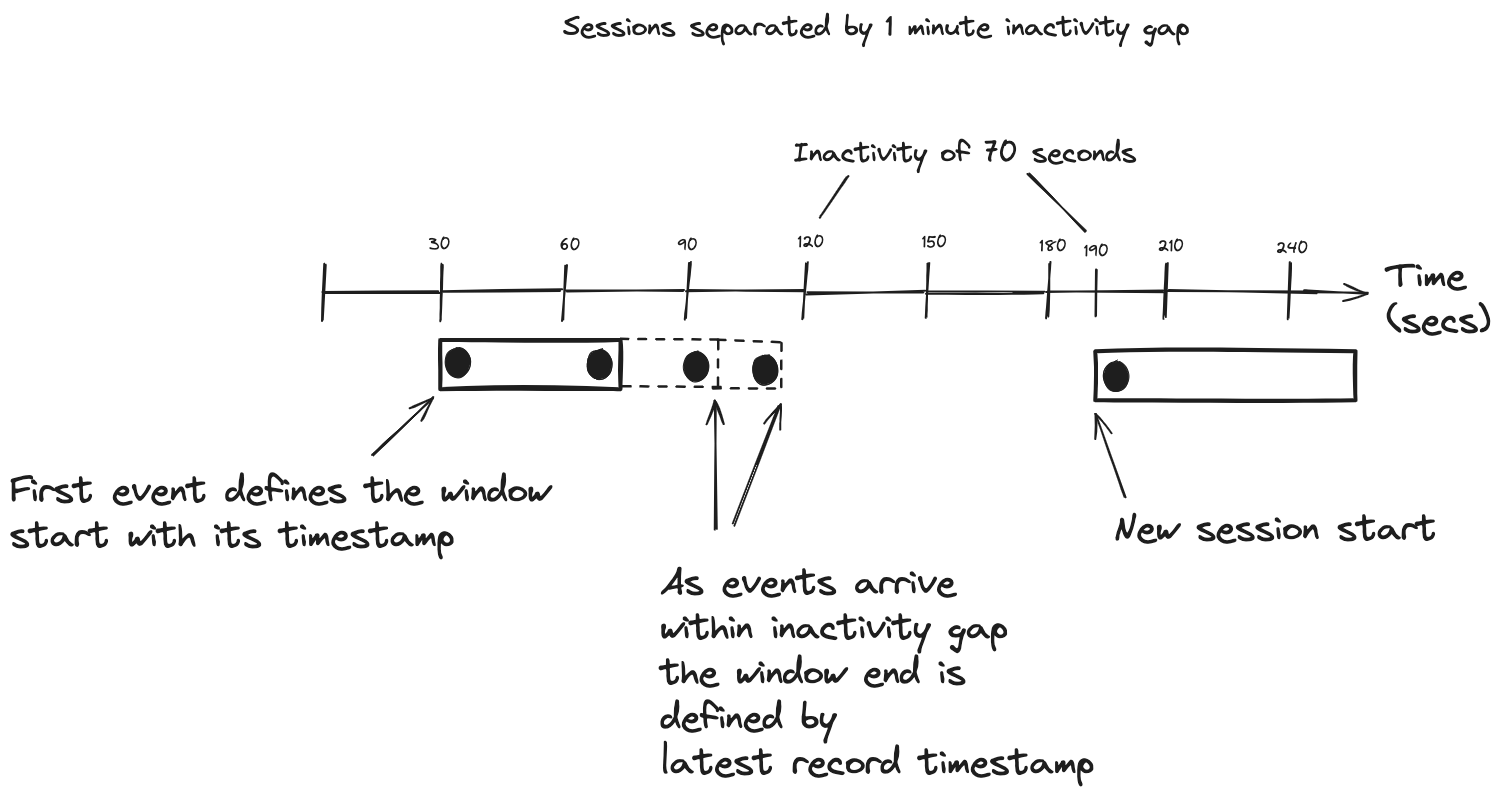 Sessions separated by 1 minute inactivity gap
Inactivity of 70 seconds
30 60 90 120 150 180 190 210 240
Time
(secs)
First event defines the window
start with its timestamp
New session start
As events arrive
within inactivity gap
the window end is
defined by
latest record timestamp